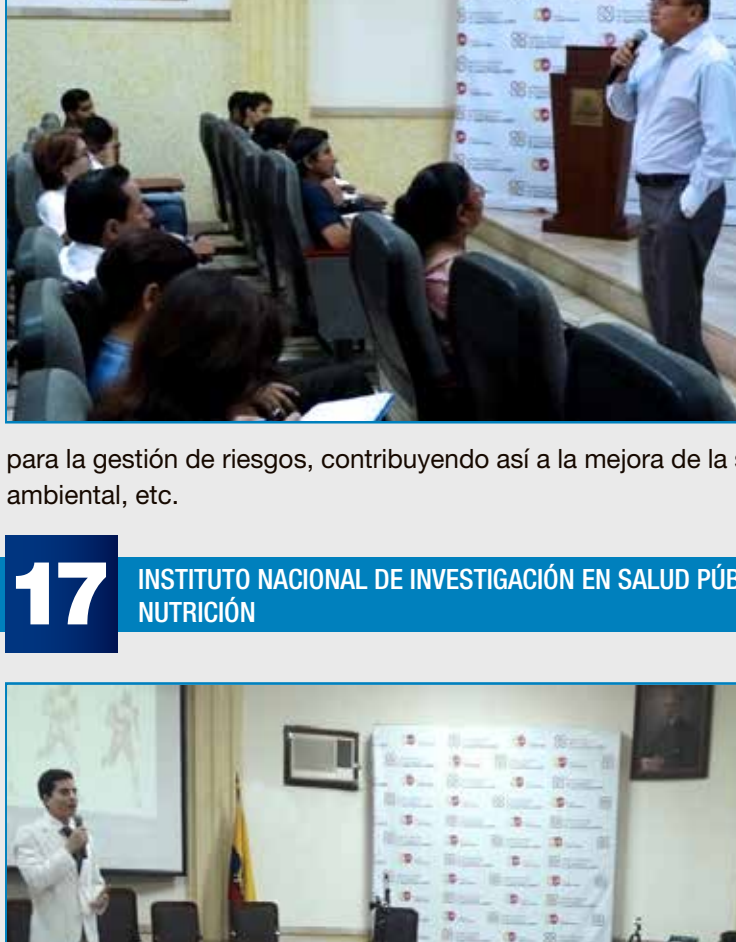 para la gestión de riesgos, contribuyendo así a la mejora de la
ambiental, etc.
17
INSTITUTO NACIONAL DE INVESTIGACIÓN EN SALUD
NUTRICIÓN